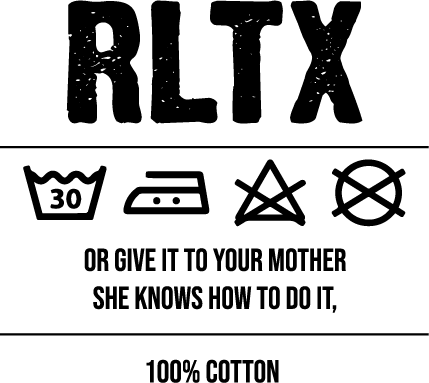 RLTX
30
OR GIVE IT TO YOUR MOTHER
SHE KNOWS HOW TO DO IT,
100% COTTON